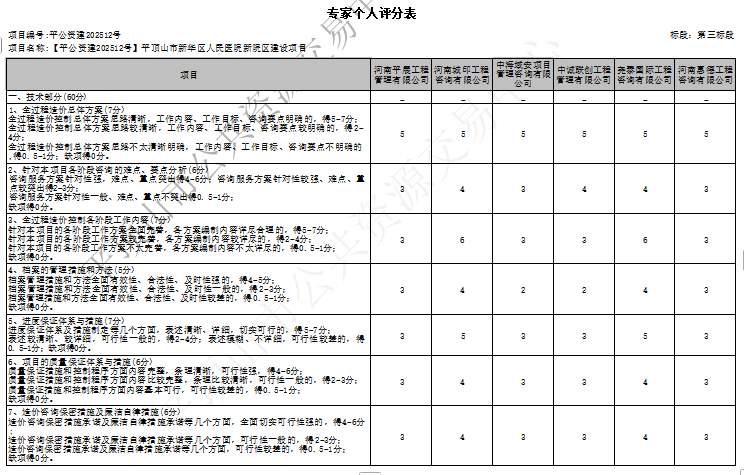 专家个人评分表
项目编号:平公资建202512号
标段：第三标段
项目名称:【平公资建202512号】平顶山市新华区人民医院新院区建设项目
项目 河南平晨工程管理有限公司 河南城印工程咨询有限公司 中海域安项目管理咨询有限公司 中诚联创工程管理有限公司 尧泰国际工程咨询有限公司 河南惠德工程咨询有限公司
一、技术部分(60分) - - - - - -
1、全过程造价总体方案(7分)
全过程造价控制总体方案思路清晰，工作内容、工作目标、咨询要点明确的，得5-7分；
全过程造价控制总体方案思路较清晰，工作内容、工作目标、咨询要点较明确的，得2-
4分；
全过程造价控制总体方案思路不太清晰明确，工作内容、工作目标、咨询要点不明确的
,得0.5-1分；缺项得0分。
5 5 5 5 5 5
2、针对本项目各阶段咨询的难点、要点分析(6分)
咨询服务方案针对性强，难点、重点突出得4-6分；咨询服务方案针对性较强、难点、重
点较突出得2-3分；
咨询服务方案针对性一般、难点、重点不突出得0.5-1分；
缺项得0分。
3 4 3 4 4 3
3、全过程造价控制各阶段工作内容(7分)
针对本项目的各阶段工作方案全面完善，各方案编制内容详尽合理的，得5-7分；
针对本项目的各阶段工作方案较完善，各方案编制内容较详尽的，得2-4分；
针对本项目的各阶段工作方案不太完善，各方案编制内容不太详尽的，得0.5-1分；
缺项得0分。
3 6 3 3 6 3
4、档案的管理措施和方法(5分)
档案管理措施和方法全面有效性、合法性、及时性强的，得4-5分；
档案管理措施和方法全面有效性、合法性、及时性一般的，得2-3分；
档案管理措施和方法全面有效性、合法性、及时性较差的，得0.5-1分；
缺项得0分。
3 4 2 2 4 3
5、进度保证体系与措施(7分)
进度保证体系及措施制定等几个方面，表述清晰、详细，切实可行的，得5-7分；
表述较清晰、较详细，可行性一般的，得2-4分；表述模糊、不详细，可行性较差的，得
0.5-1分；缺项得0分。
3 5 3 3 5 3
6、项目的质量保证体系与措施(6分)
质量保证措施和控制程序方面内容完整，条理清晰，可行性强，得4-6分；
质量保证措施和控制程序方面内容比较完整，条理比较清晰，可行性一般的，得2-3分；
质量保证措施和控制程序方面内容基本可行，可行性较差的，得0.5-1分；
缺项得0分。
3 4 3 3 4 3
7、造价咨询保密措施及廉洁自律措施(6分)
造价咨询保密措施承诺及廉洁自律措施承诺等几个方面，全面切实可行性强的，得4-6分
；
造价咨询保密措施承诺及廉洁自律措施承诺等几个方面，可行性一般的，得2-3分；
造价咨询保密措施承诺及廉洁自律措施承诺等几个方面，可行性较差的，得0.5-1分；
缺项得0分。
3 4 3 3 4 3